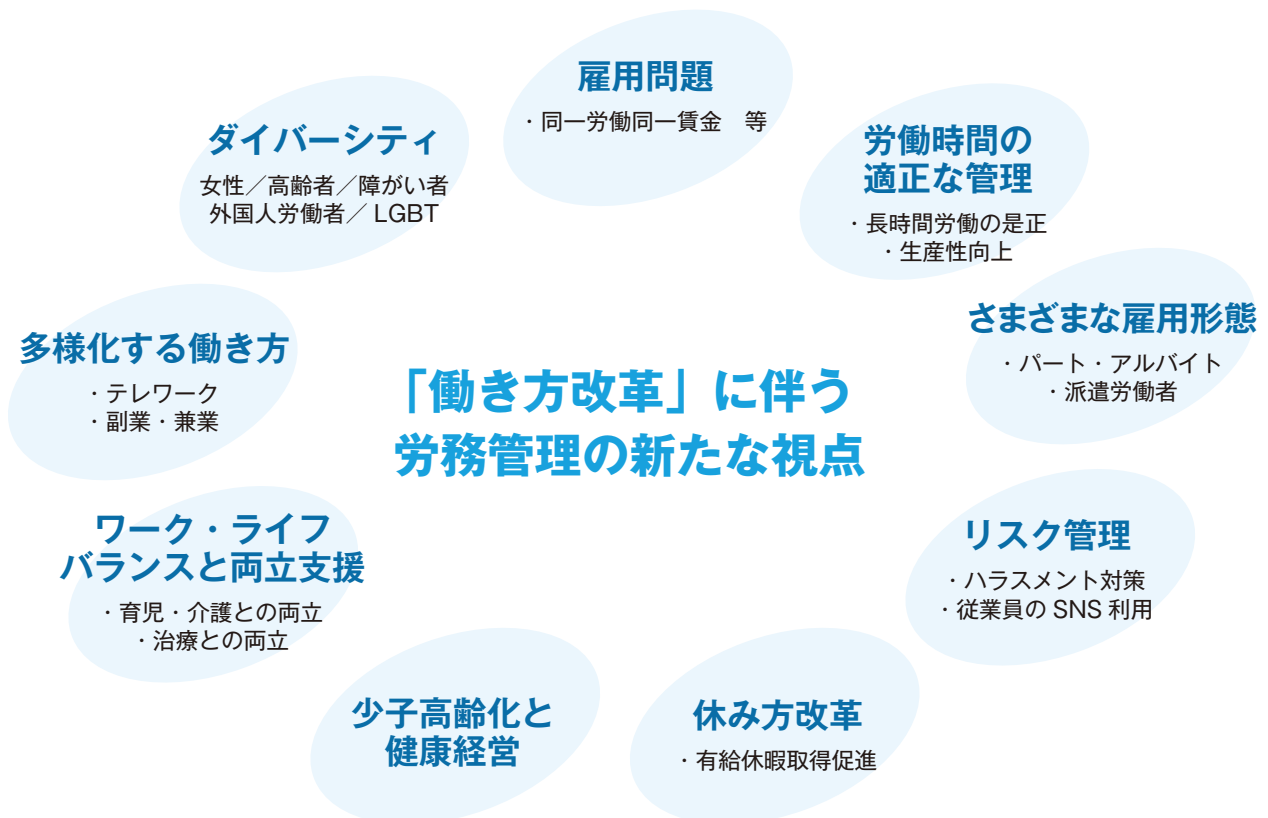 雇用問題
・同一労働同一賃金　等
労働時間の
適正な管理
・長時間労働の是正
・生産性向上
さまざまな雇用形態
・パート・アルバイト
・派遣労働者
リスク管理
・ハラスメント対策
・従業員の SNS 利用
休み方改革
・有給休暇取得促進
少子高齢化と
健康経営
ワーク・ライフ
バランスと両立支援
・育児・介護との両立
・治療との両立
多様化する働き方
・テレワーク
・副業・兼業
ダイバーシティ
女性／高齢者／障がい者
外国人労働者／ LGBT
「働き方改革」に伴う
労務管理の新たな視点